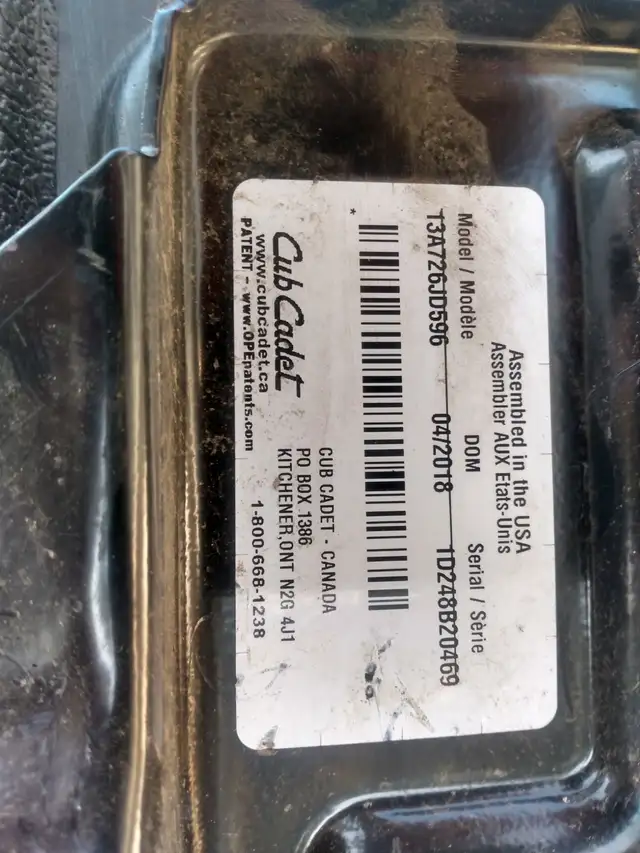 Assembled in the USA
Assembler AUX Etats-Unis
Model / Modèle DOM Serial / Sèrie
13A726JD596 04/2018 1D248B20469
*
Cub Cadet
www.cubcadet.ca
PATENT - www.OPEpatents.com
CUB CADET - CANADA
PO BOX 1386
KITCHENER,ONT N2G 4J1
1-800-668-1238